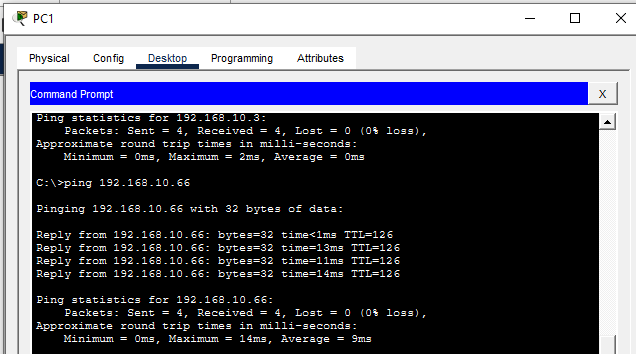 PC1
Physical Config Desktop Programming Attributes
Command Prompt X
Ping statistics for 192.168.10.3:
Packets: Sent = 4, Received = 4, Lost = 0 (0% loss),
Approximate round trip times in milli-seconds:
Minimum = 0ms, Maximum = 2ms, Average = 0ms
C:\>ping 192.168.10.66
Pinging 192.168.10.66 with 32 bytes of data:
Reply from 192.168.10.66: bytes=32 time<1ms TTL=126
Reply from 192.168.10.66: bytes=32 time=13ms TTL=126
Reply from 192.168.10.66: bytes=32 time=11ms TTL=126
Reply from 192.168.10.66: bytes=32 time=14ms TTL=126
Ping statistics for 192.168.10.66:
Packets: Sent = 4, Received = 4, Lost = 0 (0% loss),
Approximate round trip times in milli-seconds:
Minimum = 0ms, Maximum = 14ms, Average = 9ms